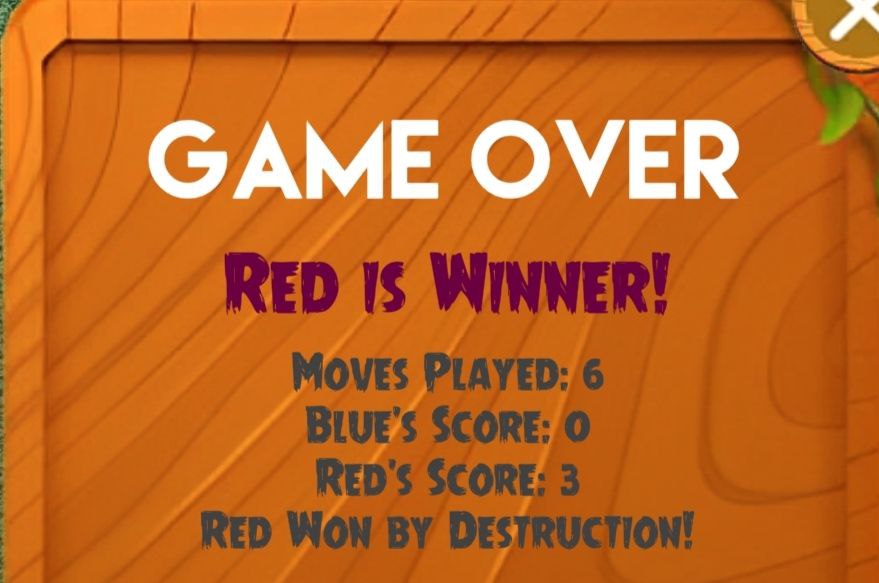 GAME OVER
RED IS WINNER!
MOVES PLAYED: 6
BLUE'S SCORE: 0
RED'S SCORE: 3
RED WON BY DESTRUCTION!